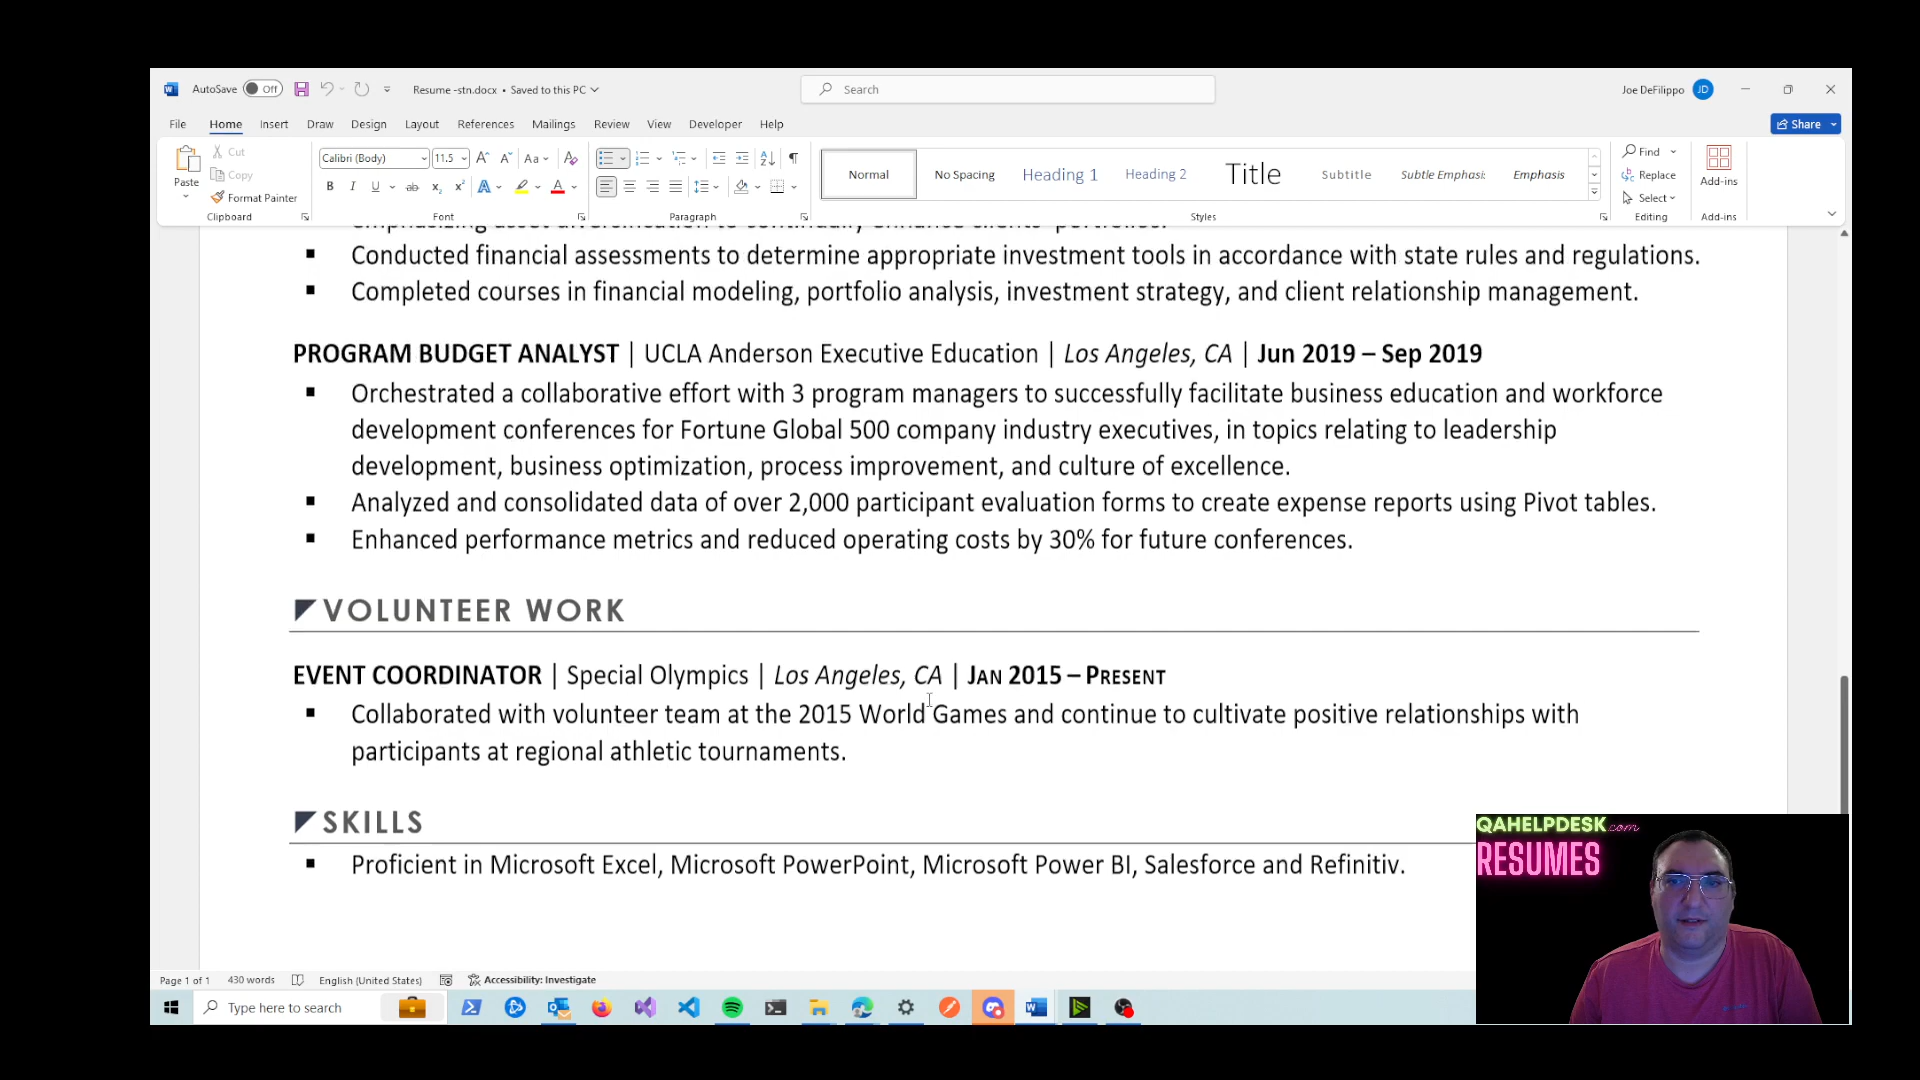 AutoSave Off Resume -stn.docx • Saved to this PC Search Joe DeFilippo JD
File Home Insert Draw Design Layout References Mailings Review View Developer Help Share
Paste Cut Copy Format Painter
Calibri (Body) 11.5 Aa
Normal No Spacing Heading 1 Heading 2 Title Subtitle Subtle Emphasi: Emphasis
Find Replace Select Add-ins
Clipboard Font Paragraph Styles Editing Add-ins
emphasizing asset diversification to continually enhance clients' portfolios.
▪ Conducted financial assessments to determine appropriate investment tools in accordance with state rules and regulations.
▪ Completed courses in financial modeling, portfolio analysis, investment strategy, and client relationship management.
PROGRAM BUDGET ANALYST | UCLA Anderson Executive Education | Los Angeles, CA | Jun 2019 – Sep 2019
▪ Orchestrated a collaborative effort with 3 program managers to successfully facilitate business education and workforce
development conferences for Fortune Global 500 company industry executives, in topics relating to leadership
development, business optimization, process improvement, and culture of excellence.
▪ Analyzed and consolidated data of over 2,000 participant evaluation forms to create expense reports using Pivot tables.
▪ Enhanced performance metrics and reduced operating costs by 30% for future conferences.
VOLUNTEER WORK
EVENT COORDINATOR | Special Olympics | Los Angeles, CA | JAN 2015 – PRESENT
▪ Collaborated with volunteer team at the 2015 World Games and continue to cultivate positive relationships with
participants at regional athletic tournaments.
SKILLS
▪ Proficient in Microsoft Excel, Microsoft PowerPoint, Microsoft Power BI, Salesforce and Refinitiv.
QAHELPDESK.com
RESUMES
Page 1 of 1 430 words English (United States) Accessibility: Investigate
Type here to search